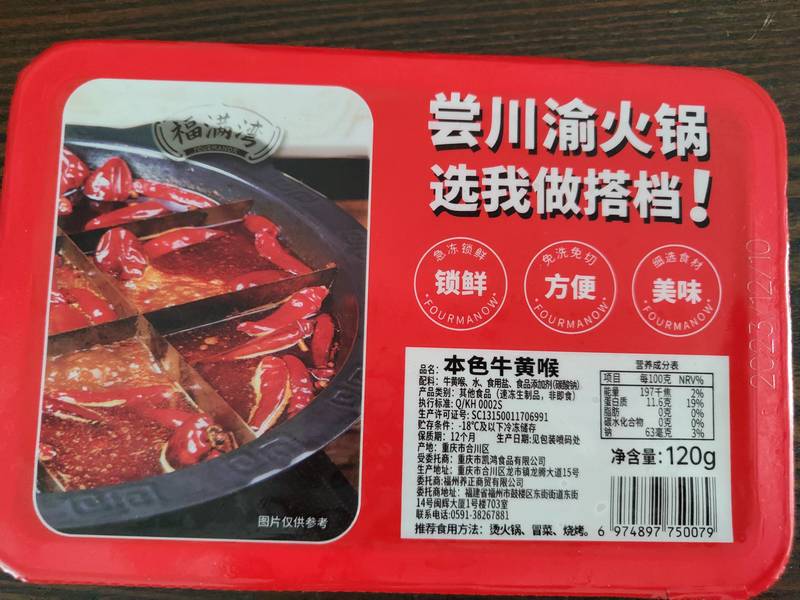 福满湾
FOURMANOW
尝川渝火锅
选我做搭档!
急冻锁鲜
锁鲜
FOURMANOW
免洗免切
方便
FOURMANOW
细选食材
美味
FOURMANOW
2023 12/10
品名: 本色牛黄喉
配料: 牛黄喉、水、食用盐、食品添加剂(碳酸钠)
产品类别: 其他食品 (速冻生制品, 非即食)
执行标准: Q/KH 0002S
生产许可证号: SC13150011706991
贮存条件: -18℃及以下冷冻储存
保质期: 12个月 生产日期:见包装喷码处
产地: 重庆市合川区
受委托商: 重庆市凯鸿食品有限公司
生产地址: 重庆市合川区龙市镇龙腾大道15号
委托商:福州养正商贸有限公司
委托商地址: 福建省福州市鼓楼区东街街道东街
14号闽辉大厦1号楼703室
联系电话:0591-38267881
推荐食用方法: 烫火锅、冒菜、烧烤。
营养成分表
项目 每100克 NRV%
能量 197千焦 2%
蛋白质 11.6克 19%
脂肪 0克 0%
碳水化合物 0克 0%
钠 63毫克 3%
净含量: 120g
6 974897 750079
图片仅供参考